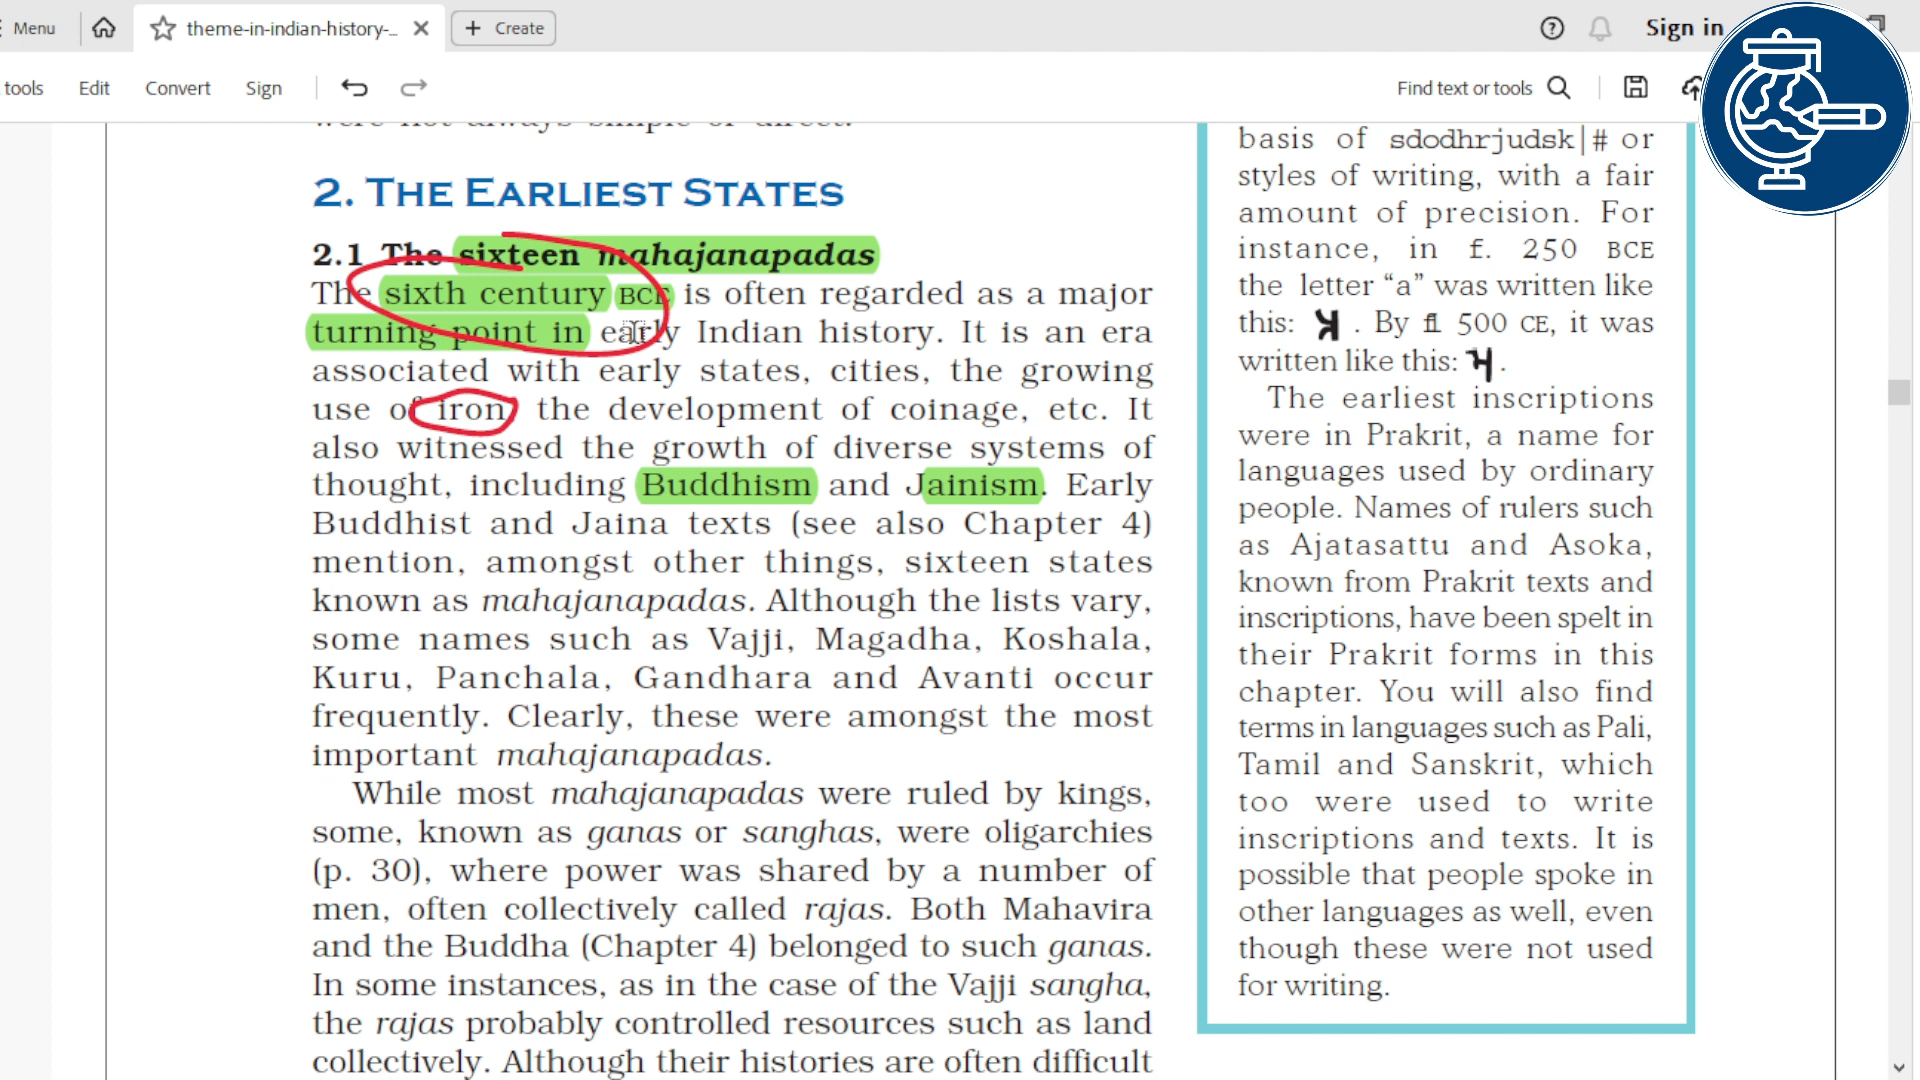 Menu
theme-in-indian-history-_
Create
Sign in
tools
Edit
Convert
Sign
Find text or tools
were not always simple or direct.
2. THE EARLIEST STATES
2.1 The sixteen mahajanapadas
The sixth century BCE is often regarded as a major
turning point in early Indian history. It is an era
associated with early states, cities, the growing
use of iron, the development of coinage, etc. It
also witnessed the growth of diverse systems of
thought, including Buddhism and Jainism. Early
Buddhist and Jaina texts (see also Chapter 4)
mention, amongst other things, sixteen states
known as mahajanapadas. Although the lists vary,
some names such as Vajji, Magadha, Koshala,
Kuru, Panchala, Gandhara and Avanti occur
frequently. Clearly, these were amongst the most
important mahajanapadas.
While most mahajanapadas were ruled by kings,
some, known as ganas or sanghas, were oligarchies
(p. 30), where power was shared by a number of
men, often collectively called rajas. Both Mahavira
and the Buddha (Chapter 4) belonged to such ganas.
In some instances, as in the case of the Vajji sangha,
the rajas probably controlled resources such as land
collectively. Although their histories are often difficult
basis of sdodhrjudsk|# or
styles of writing, with a fair
amount of precision. For
instance, in f. 250 BCE
the letter “a” was written like
this: . By fl 500 CE, it was
written like this: .
The earliest inscriptions
were in Prakrit, a name for
languages used by ordinary
people. Names of rulers such
as Ajatasattu and Asoka,
known from Prakrit texts and
inscriptions, have been spelt in
their Prakrit forms in this
chapter. You will also find
terms in languages such as Pali,
Tamil and Sanskrit, which
too were used to write
inscriptions and texts. It is
possible that people spoke in
other languages as well, even
though these were not used
for writing.